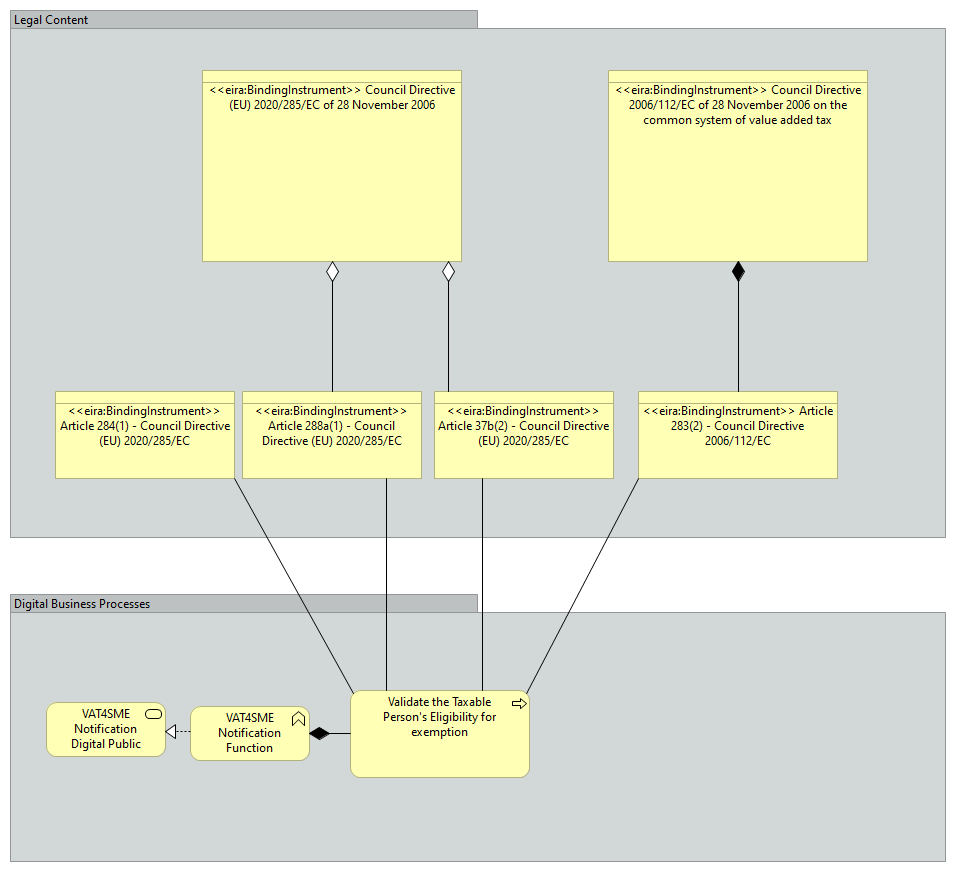 Legal Content
<<eira:BindingInstrument>> Council Directive
(EU) 2020/285/EC of 28 November 2006
<<eira:BindingInstrument>> Council Directive
2006/112/EC of 28 November 2006 on the
common system of value added tax
<<eira:BindingInstrument>>
Article 284(1) - Council Directive
(EU) 2020/285/EC
<<eira:BindingInstrument>>
Article 288a(1) - Council
Directive (EU) 2020/285/EC
<<eira:BindingInstrument>>
Article 37b(2) - Council Directive
(EU) 2020/285/EC
<<eira:BindingInstrument>> Article
283(2) - Council Directive
2006/112/EC
Digital Business Processes
VAT4SME
Notification
Digital Public
VAT4SME
Notification
Function
Validate the Taxable
Person's Eligibility for
exemption